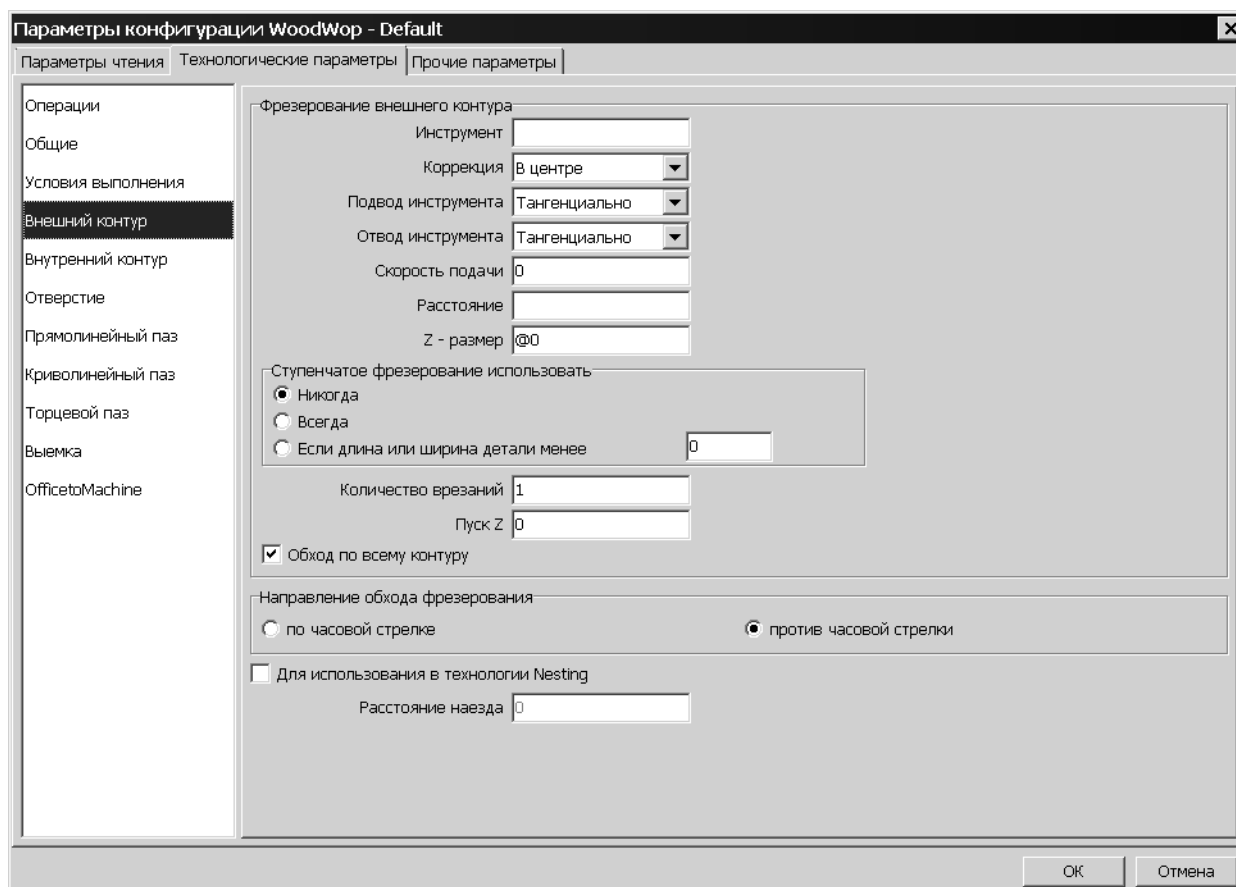 Параметры конфигурации WoodWop - Default
Параметры чтения Технологические параметры Прочие параметры
Операции
Общие
Условия выполнения
Внешний контур
Внутренний контур
Отверстие
Прямолинейный паз
Криволинейный паз
Торцевой паз
Выемка
OfficetoMachine
Фрезерование внешнего контура
Инструмент
Коррекция В центре
Подвод инструмента Тангенциально
Отвод инструмента Тангенциально
Скорость подачи 0
Расстояние
Z - размер @0
Ступенчатое фрезерование использовать
Никогда
Всегда
Если длина или ширина детали менее 0
Количество врезаний 1
Пуск Z 0
Обход по всему контуру
Направление обхода фрезерования
по часовой стрелке против часовой стрелки
Для использования в технологии Nesting
Расстояние наезда 0
ОК Отмена